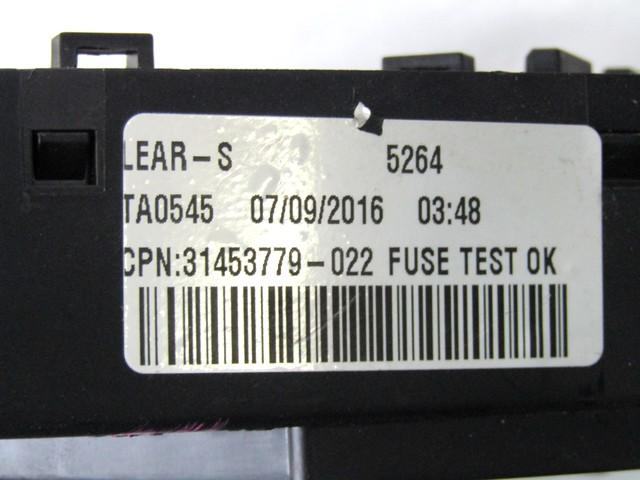 LEAR-S 5264
TA0545 07/09/2016 03:48
CPN:31453779-022 FUSE TEST OK